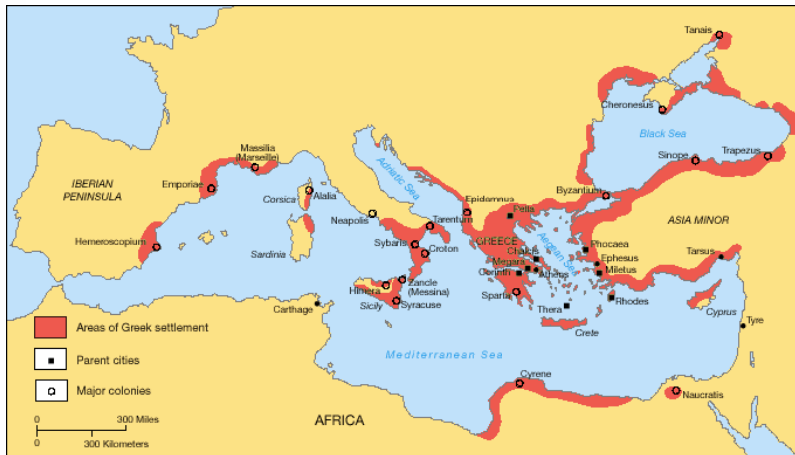 Tanais
Cheronesus
Black Sea
Massilia
(Marseille)
Sinope
Trapezus
Adriatic Sea
IBERIAN
PENINSULA
Emporiae
Corsica
Alalia
Byzantium
Epidamnus
Neapolis
Tarentum
Pella
ASIA MINOR
Hemeroscopium
Sardinia
Sybaris
Croton
GREECE
Aegean Sea
Chalcis
Phocaea
Ephesus
Tarsus
Megara
Corinth
Athens
Miletus
Himera
Zancle
(Messina)
Sicily
Syracuse
Sparta
Thera
Rhodes
Carthage
Cyprus
Tyre
Crete
Areas of Greek settlement
Parent cities
Major colonies
Mediterranean Sea
Cyrene
Naucratis
AFRICA
0 300 Miles
0 300 Kilometers